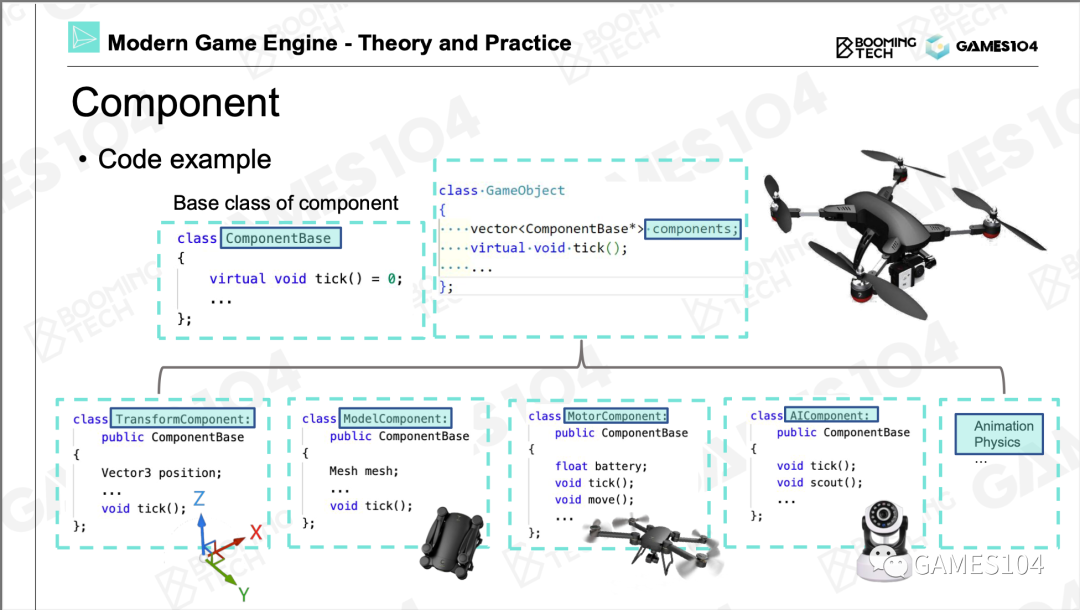 Modern Game Engine - Theory and Practice
BOOMING
TECH
GAMES104
Component
• Code example
Base class of component
class ComponentBase
{
virtual void tick() = 0;
...
};
class·GameObject
{
····vector<ComponentBase*>·components;
····virtual·void·tick();
····...
};
class TransformComponent:
public ComponentBase
{
Vector3 position;
...
void tick();
};
Z
X
Y
class ModelComponent:
public ComponentBase
{
Mesh mesh;
...
void tick();
};
class MotorComponent:
public ComponentBase
{
float battery;
void tick();
void move();
...
};
class AIComponent:
public ComponentBase
{
void tick();
void scout();
...
};
Animation
Physics
...
GAMES104